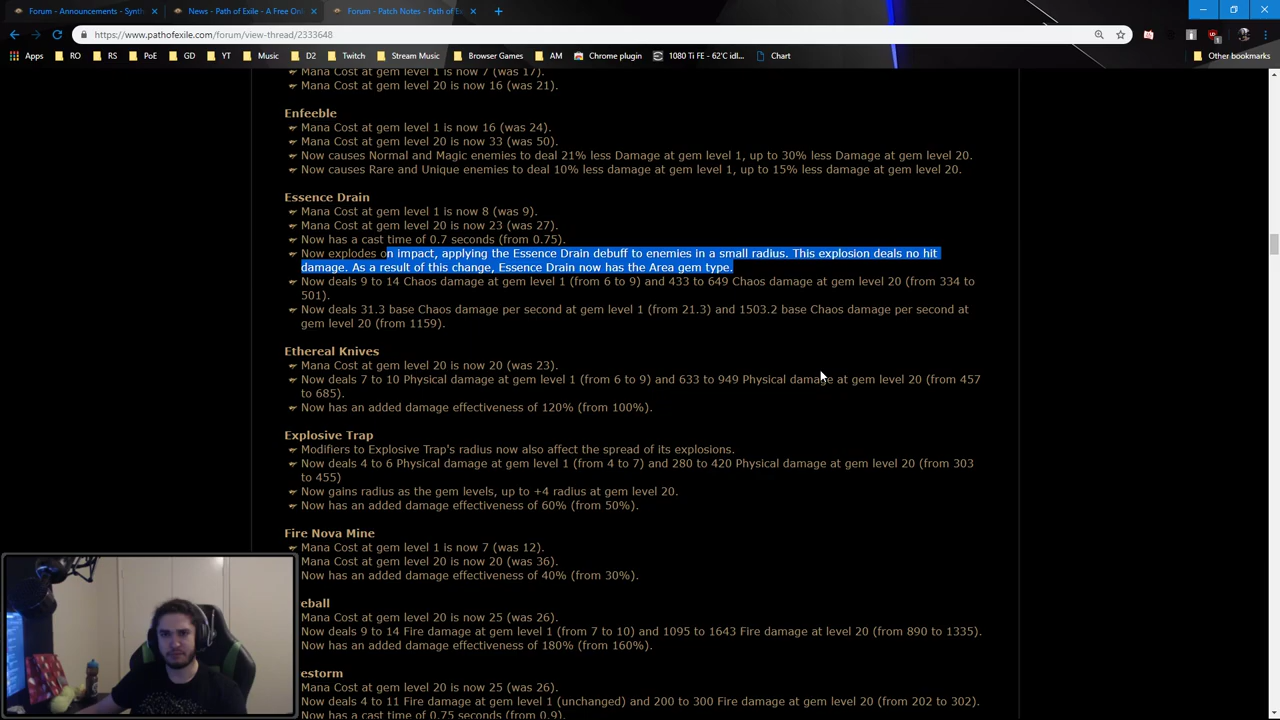 Forum - Announcements - Synth
News - Path of Exile - A Free Onl
Forum - Patch Notes - Path of Ex
https://www.pathofexile.com/forum/view-thread/2333648
Apps RO RS PoE GD YT Music D2 Twitch Stream Music Browser Games AM Chrome plugin 1080 Ti FE - 62°C idl... Chart Other bookmarks
Mana Cost at gem level 1 is now 7 (was 17).
Mana Cost at gem level 20 is now 16 (was 21).
Enfeeble
Mana Cost at gem level 1 is now 16 (was 24).
Mana Cost at gem level 20 is now 33 (was 50).
Now causes Normal and Magic enemies to deal 21% less Damage at gem level 1, up to 30% less Damage at gem level 20.
Now causes Rare and Unique enemies to deal 10% less damage at gem level 1, up to 15% less damage at gem level 20.
Essence Drain
Mana Cost at gem level 1 is now 8 (was 9).
Mana Cost at gem level 20 is now 23 (was 27).
Now has a cast time of 0.7 seconds (from 0.75).
Now explodes on impact, applying the Essence Drain debuff to enemies in a small radius. This explosion deals no hit
damage. As a result of this change, Essence Drain now has the Area gem type.
Now deals 9 to 14 Chaos damage at gem level 1 (from 6 to 9) and 433 to 649 Chaos damage at gem level 20 (from 334 to
501).
Now deals 31.3 base Chaos damage per second at gem level 1 (from 21.3) and 1503.2 base Chaos damage per second at
gem level 20 (from 1159).
Ethereal Knives
Mana Cost at gem level 20 is now 20 (was 23).
Now deals 7 to 10 Physical damage at gem level 1 (from 6 to 9) and 633 to 949 Physical damage at gem level 20 (from 457
to 685).
Now has an added damage effectiveness of 120% (from 100%).
Explosive Trap
Modifiers to Explosive Trap's radius now also affect the spread of its explosions.
Now deals 4 to 6 Physical damage at gem level 1 (from 4 to 7) and 280 to 420 Physical damage at gem level 20 (from 303
to 455)
Now gains radius as the gem levels, up to +4 radius at gem level 20.
Now has an added damage effectiveness of 60% (from 50%).
Fire Nova Mine
Mana Cost at gem level 1 is now 7 (was 12).
Mana Cost at gem level 20 is now 20 (was 36).
Now has an added damage effectiveness of 40% (from 30%).
eball
Mana Cost at gem level 20 is now 25 (was 26).
Now deals 9 to 14 Fire damage at gem level 1 (from 7 to 10) and 1095 to 1643 Fire damage at level 20 (from 890 to 1335).
Now has an added damage effectiveness of 180% (from 160%).
estorm
Mana Cost at gem level 20 is now 25 (was 26).
Now deals 4 to 11 Fire damage at gem level 1 (unchanged) and 200 to 300 Fire damage at gem level 20 (from 202 to 302).
Now has a cast time of 0.75 seconds (from 0.9).